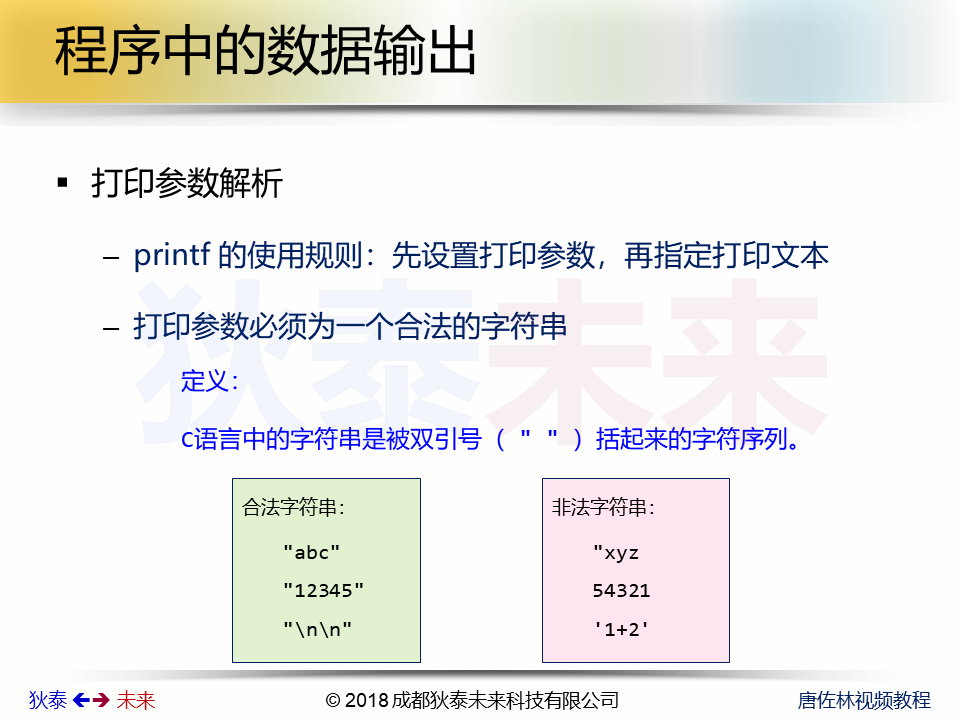 程序中的数据输出
▪ 打印参数解析
– printf 的使用规则：先设置打印参数，再指定打印文本
– 打印参数必须为一个合法的字符串
狄泰未来
定义：
C语言中的字符串是被双引号（ " " ）括起来的字符序列。
合法字符串：
"abc"
"12345"
"\n\n"
非法字符串：
"xyz
54321
'1+2'
狄泰 🡸🡺 未来
© 2018 成都狄泰未来科技有限公司
唐佐林视频教程